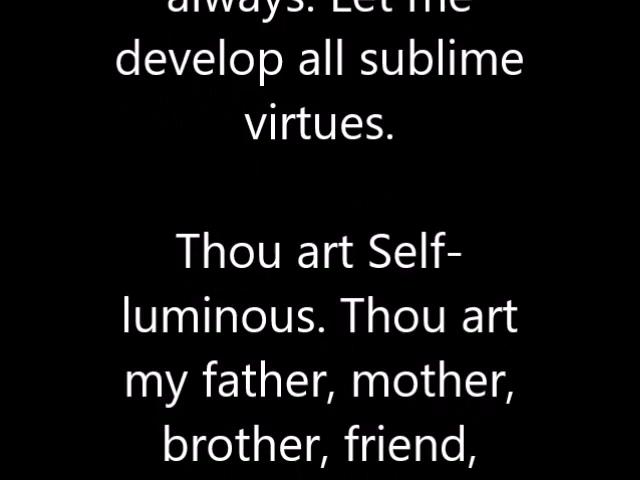 always. Let me
develop all sublime
virtues.
Thou art Self-
luminous. Thou art
my father, mother,
brother, friend,